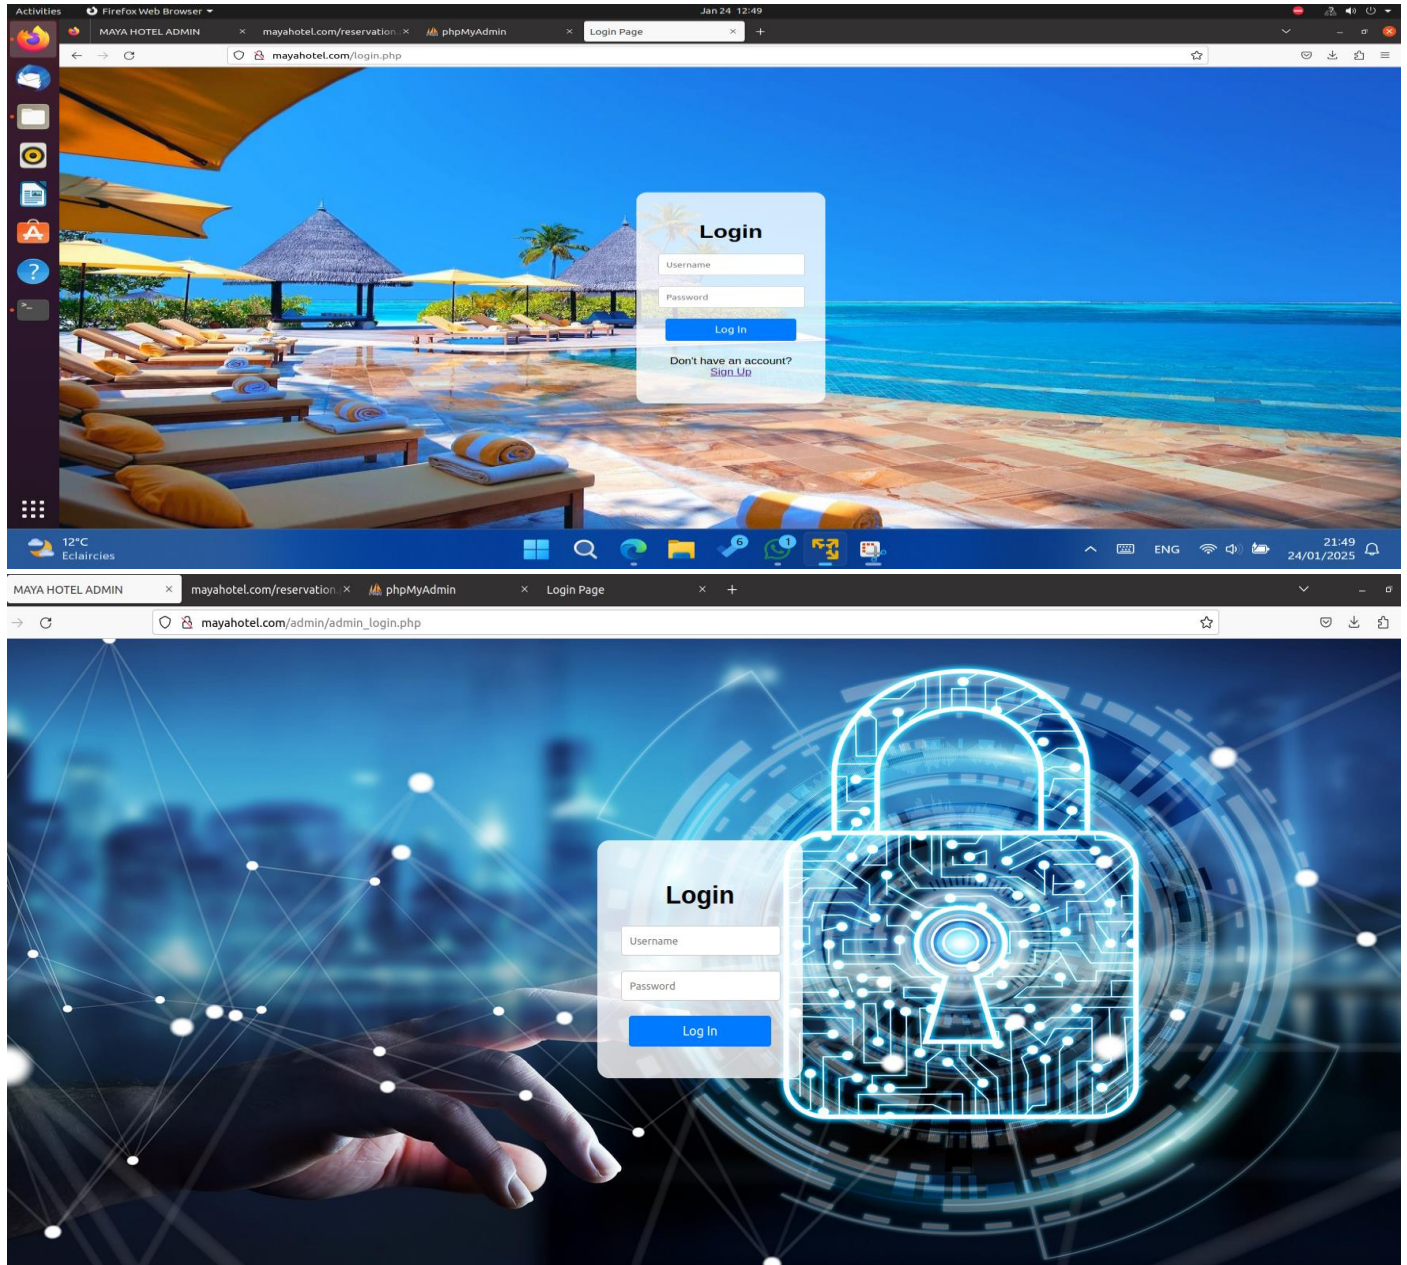 Activities Firefox Web Browser Jan 24 12:49
MAYA HOTEL ADMIN × mayahotel.com/reservation. × phpMyAdmin × Login Page × +
mayahotel.com/login.php
Login
Username
Password
Log In
Don't have an account?
Sign Up
12°C
Eclaircies
6
1
ENG
21:49
24/01/2025
MAYA HOTEL ADMIN × mayahotel.com/reservation. × phpMyAdmin × Login Page × +
mayahotel.com/admin/admin_login.php
Login
Username
Password
Log In